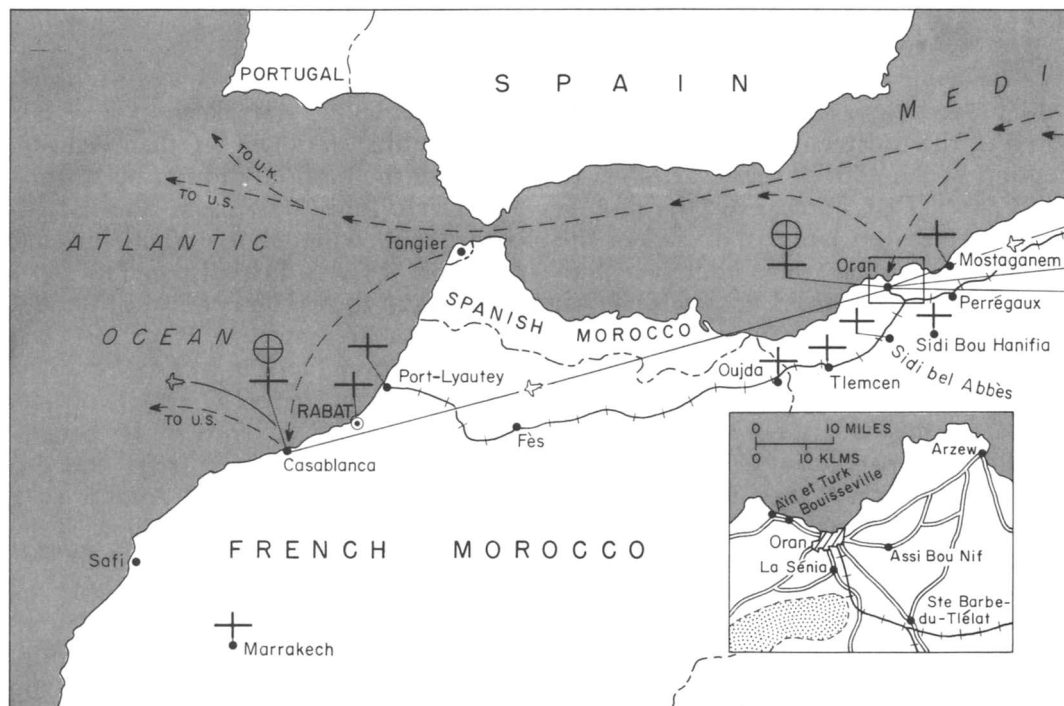 PORTUGAL
SPAIN
MEDI
TO U.K.
TO U.S.
ATLANTIC
OCEAN
Tangier
SPANISH MOROCCO
Oran
Mostaganem
Perrégaux
Sidi Bou Hanifia
Sidi bel Abbès
Tlemcen
Oujda
Port-Lyautey
RABAT
TO U.S.
Fès
Casablanca
Safi
FRENCH MOROCCO
Marrakech
0 10 MILES
0 10 KLMS
Arzew
Aïn et Turk
Bouisseville
Oran
La Sénia
Assi Bou Nif
Ste Barbe-
du-Tlélat